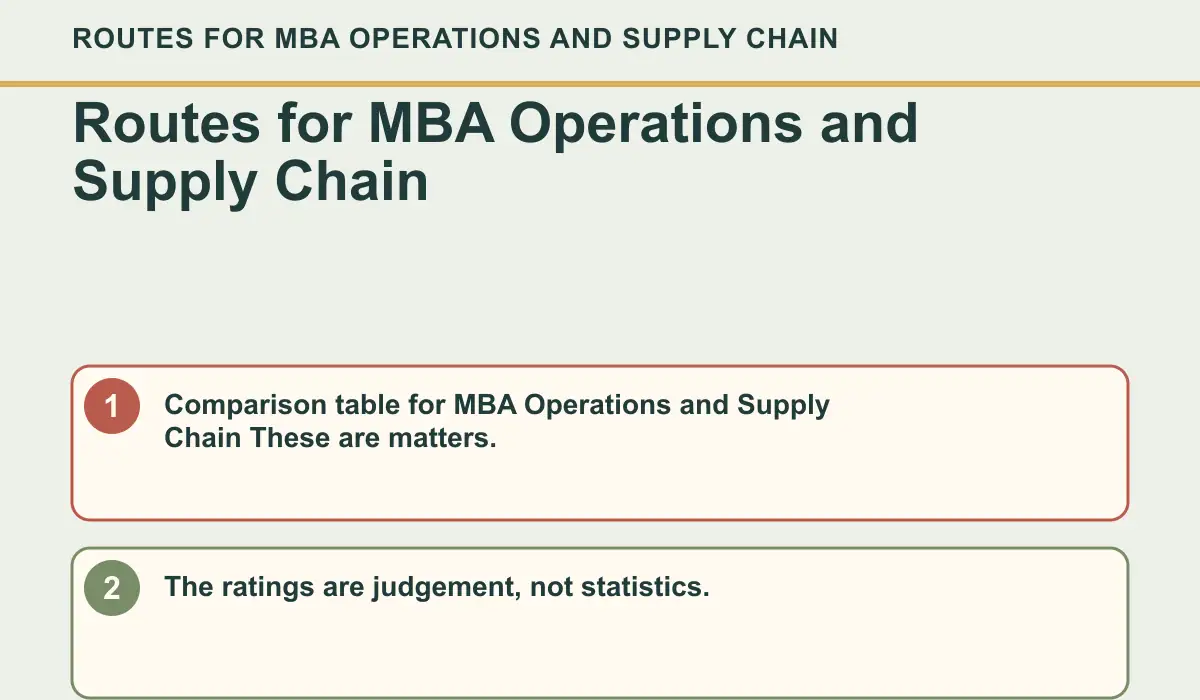 ROUTES FOR MBA OPERATIONS AND SUPPLY CHAIN
Routes for MBA Operations and
Supply Chain
1
Comparison table for MBA Operations and Supply
Chain These are matters.
2
The ratings are judgement, not statistics.